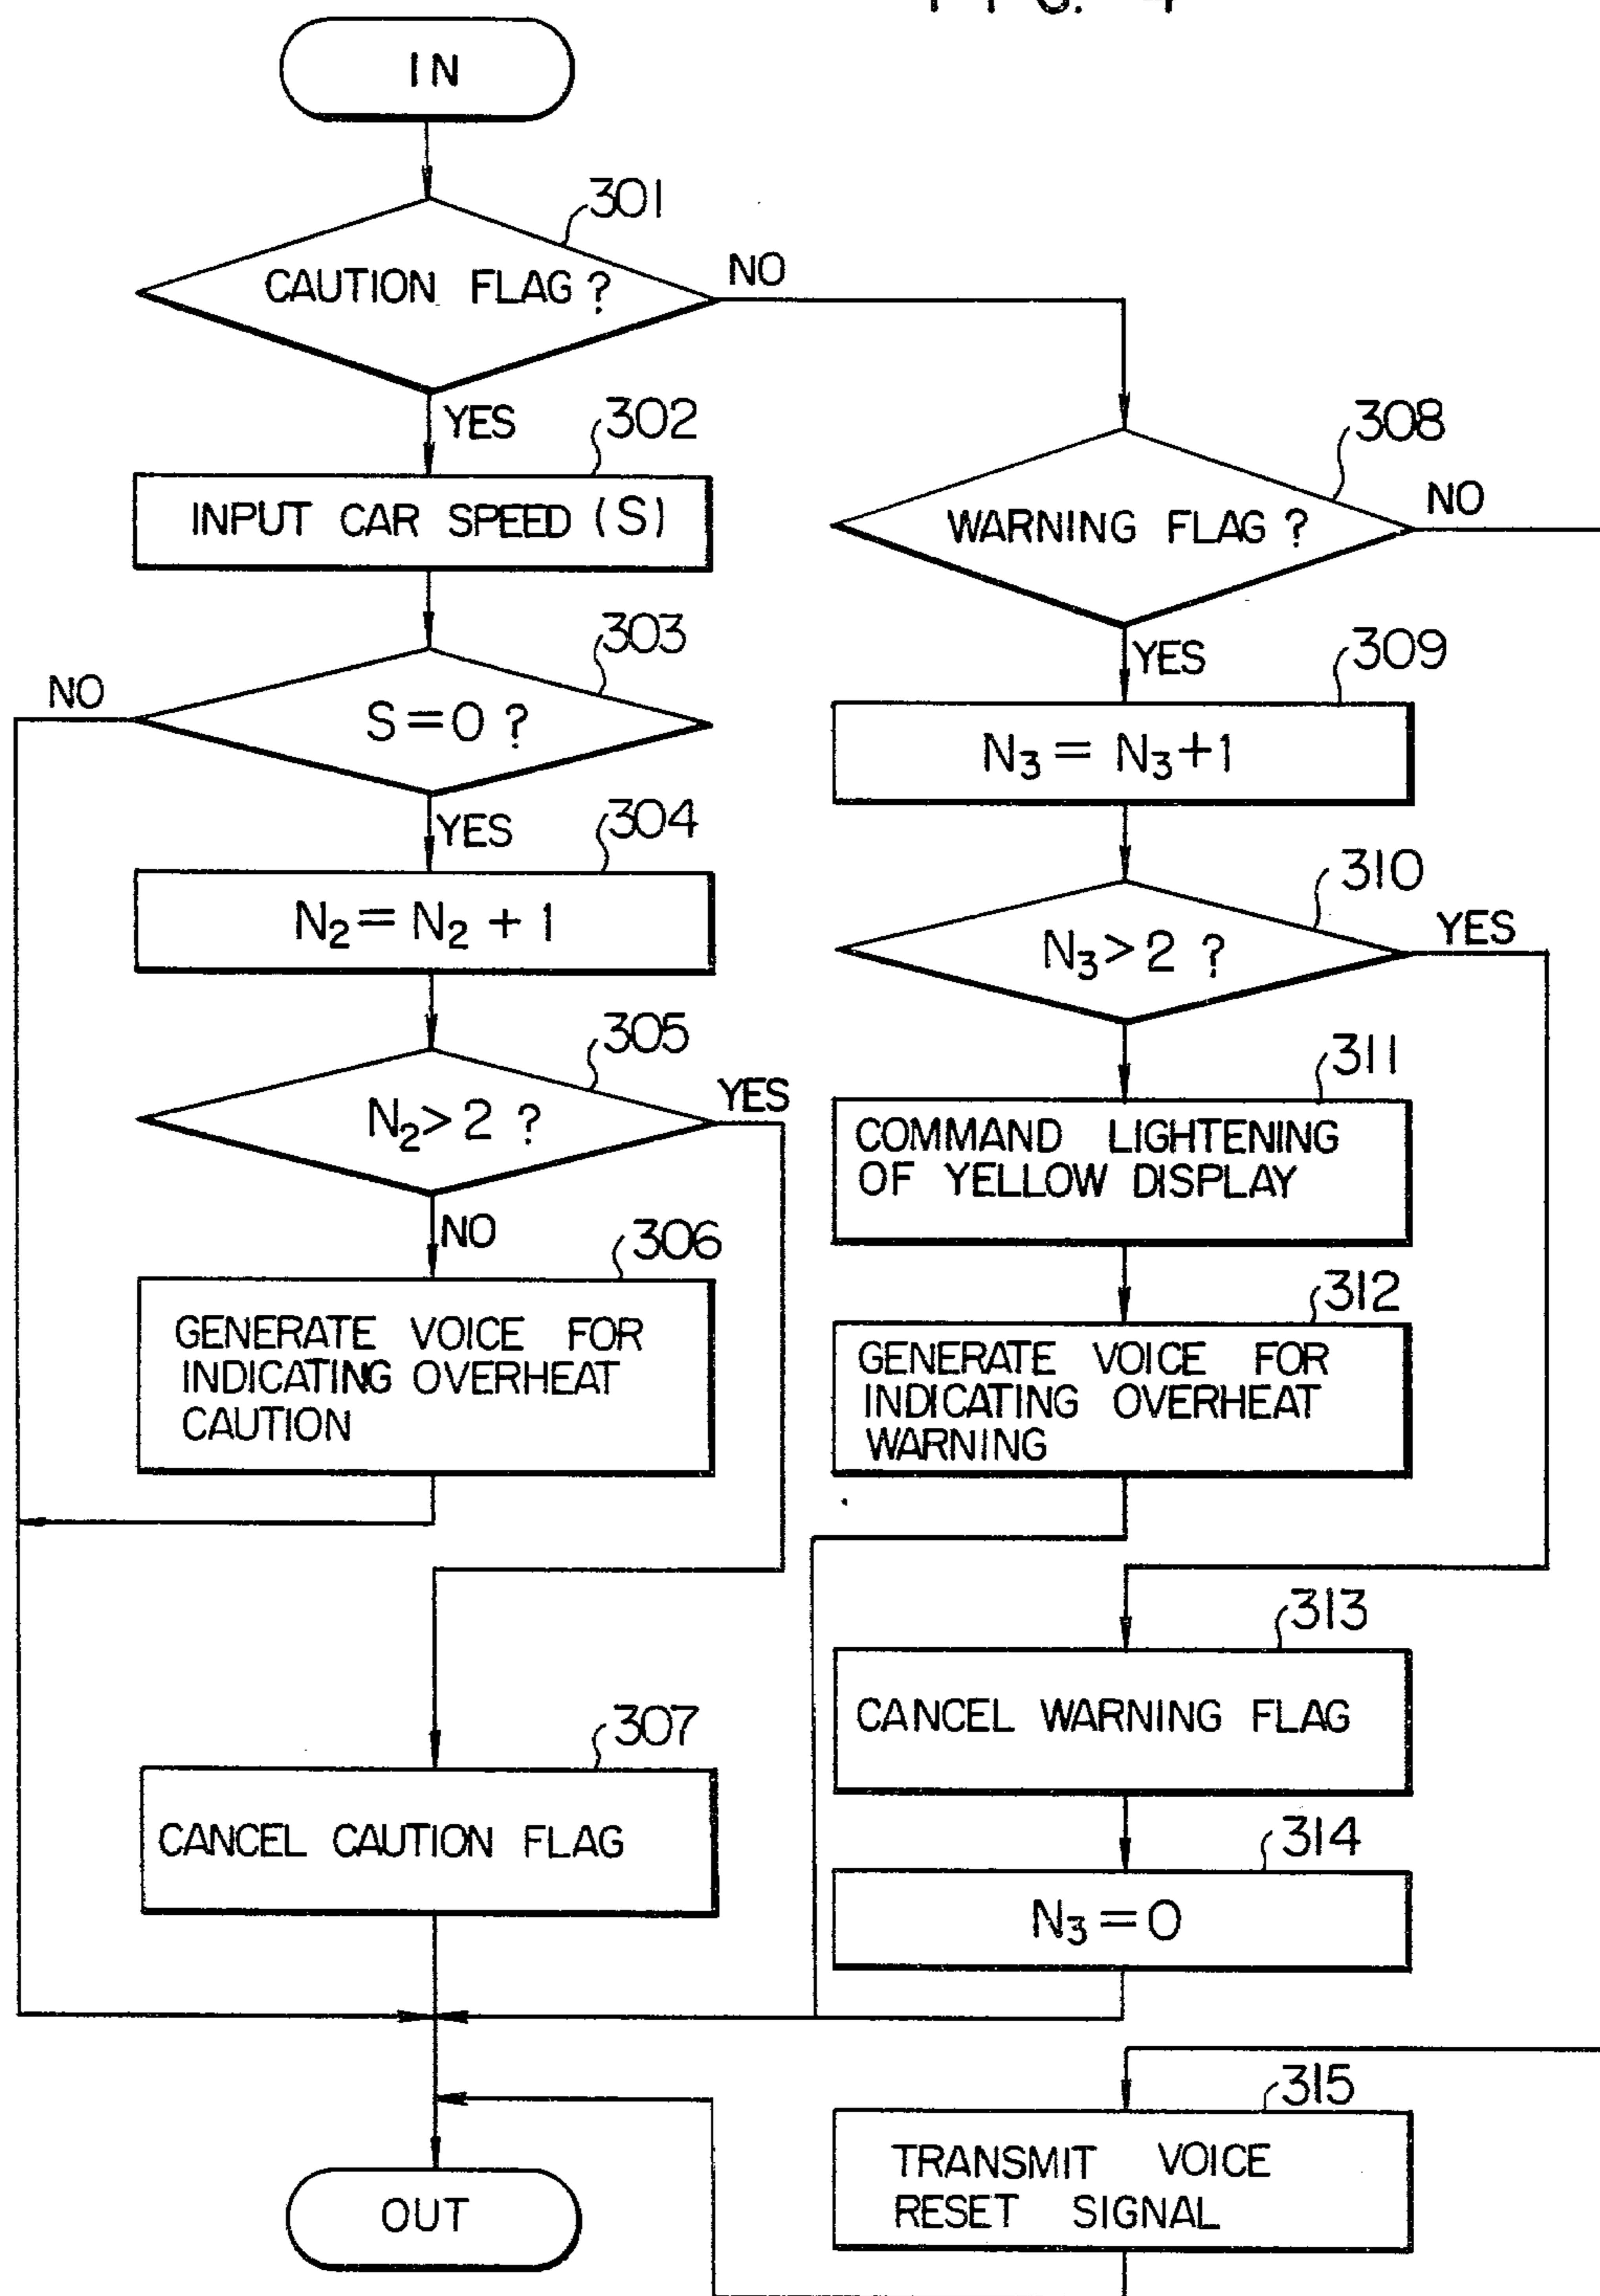 IN
301
CAUTION FLAG ?
NO
YES
302
INPUT CAR SPEED (S)
303
NO
S=0 ?
YES
304
N2 = N2 + 1
305
N2 > 2 ?
YES
NO
306
GENERATE VOICE FOR
INDICATING OVERHEAT
CAUTION
307
CANCEL CAUTION FLAG
OUT
308
WARNING FLAG ?
NO
YES
309
N3 = N3+1
310
N3 > 2 ?
YES
311
COMMAND LIGHTENING
OF YELLOW DISPLAY
312
GENERATE VOICE FOR
INDICATING OVERHEAT
WARNING
313
CANCEL WARNING FLAG
314
N3 = 0
315
TRANSMIT VOICE
RESET SIGNAL